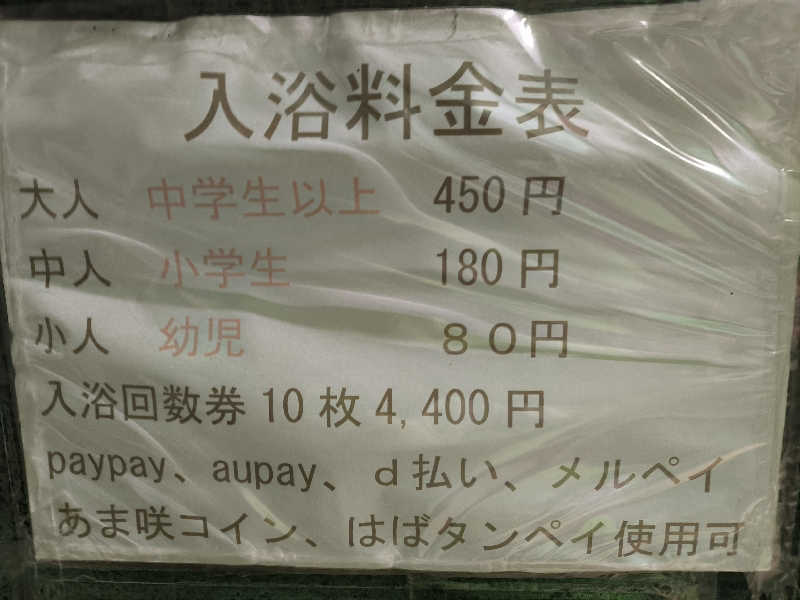 入浴料金表
大人 中学生以上 450円
中人 小学生 180円
小人 幼児 80円
入浴回数券 10枚 4,400円
paypay、aupay、d払い、メルペイ
あま咲コイン、はばタンペイ使用可